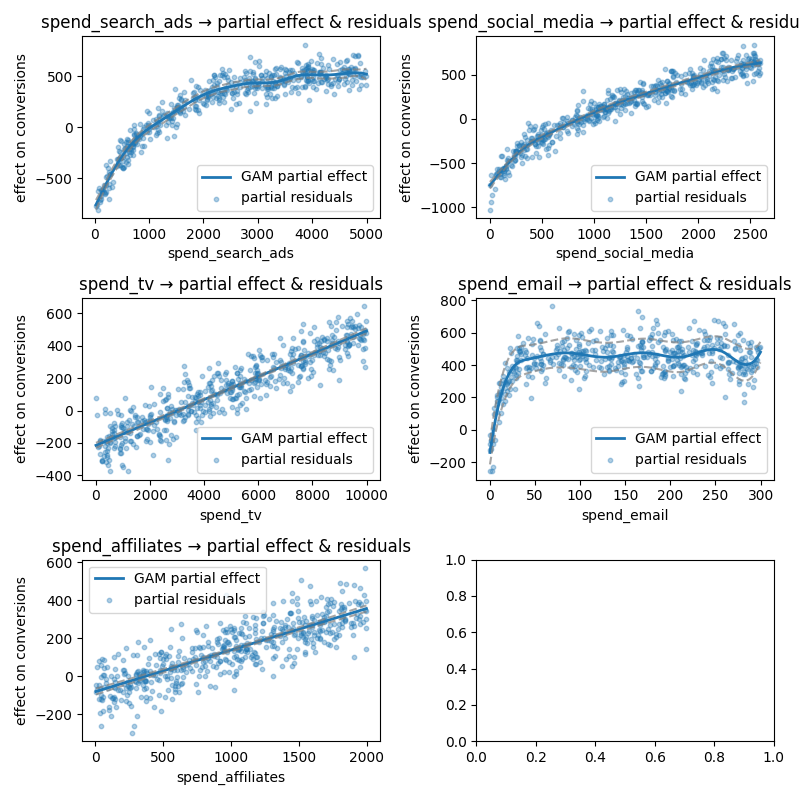 spend_search_ads → partial effect & residuals
effect on conversions
500
0
−500
GAM partial effect
partial residuals
0 1000 2000 3000 4000 5000
spend_search_ads
spend_social_media → partial effect & residu
effect on conversions
500
0
−500
−1000
GAM partial effect
partial residuals
0 500 1000 1500 2000 2500
spend_social_media
spend_tv → partial effect & residuals
effect on conversions
600
400
200
0
−200
−400
GAM partial effect
partial residuals
0 2000 4000 6000 8000 10000
spend_tv
spend_email → partial effect & residuals
effect on conversions
800
600
400
200
0
−200
GAM partial effect
partial residuals
0 50 100 150 200 250 300
spend_email
spend_affiliates → partial effect & residuals
effect on conversions
600
400
200
0
−200
GAM partial effect
partial residuals
0 500 1000 1500 2000
spend_affiliates
1.0
0.8
0.6
0.4
0.2
0.0
0.0 0.2 0.4 0.6 0.8 1.0